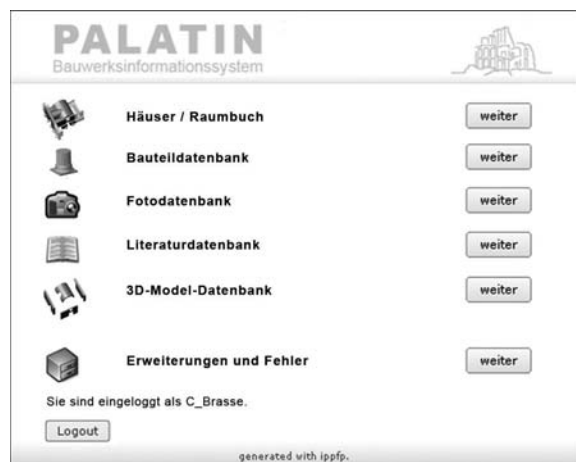 PALATIN
Bauwerksinformationssystem
Häuser / Raumbuch weiter
Bauteildatenbank weiter
Fotodatenbank weiter
Literaturdatenbank weiter
3D-Model-Datenbank weiter
Erweiterungen und Fehler weiter
Sie sind eingeloggt als C_Brasse.
Logout
generated with ippfp.